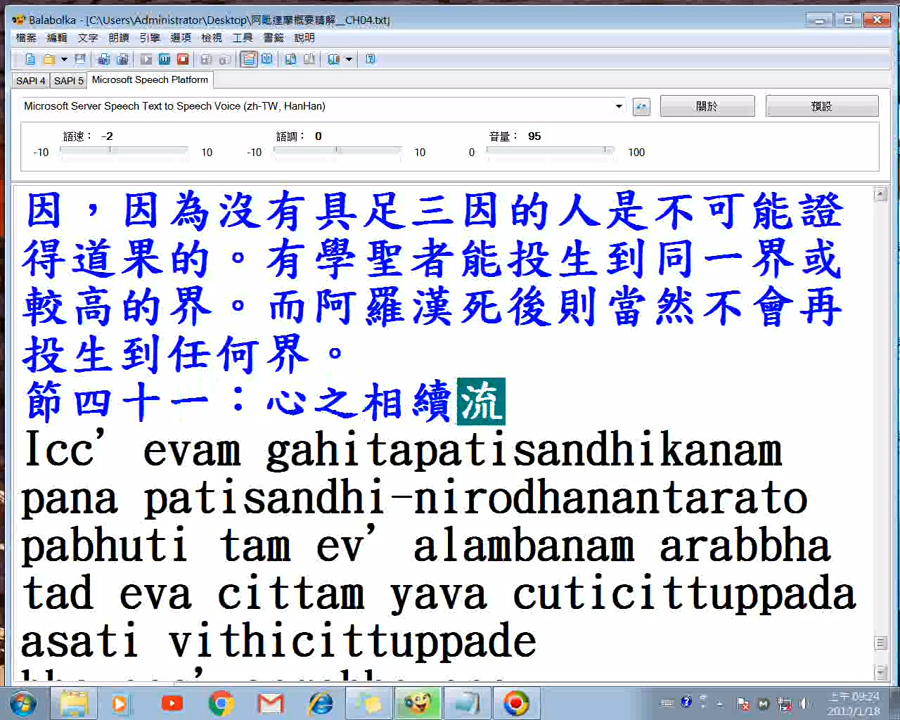 Balabolka - [C:\Users\Administrator\Desktop\阿毗達摩概要精解__CH04.txt]
檔案 編輯 文字 朗讀 引擎 選項 檢視 工具 書籤 說明
SAPI 4 SAPI 5 Microsoft Speech Platform
Microsoft Server Speech Text to Speech Voice (zh-TW, HanHan) 關於 預設
語速: -2 語調: 0 音量: 95
-10 10 -10 10 0 100
因，因為沒有具足三因的人是不可能證
得道果的。有學聖者能投生到同一界或
較高的界。而阿羅漢死後則當然不會再
投生到任何界。
節四十一：心之相續流
Icc’ evam gahitapatisandhikanam
pana patisandhi-nirodhanantarato
pabhuti tam ev’ alambanam arabbha
tad eva cittam yava cuticittuppada
asati vithicittuppade
上午 09:24
2019/1/18